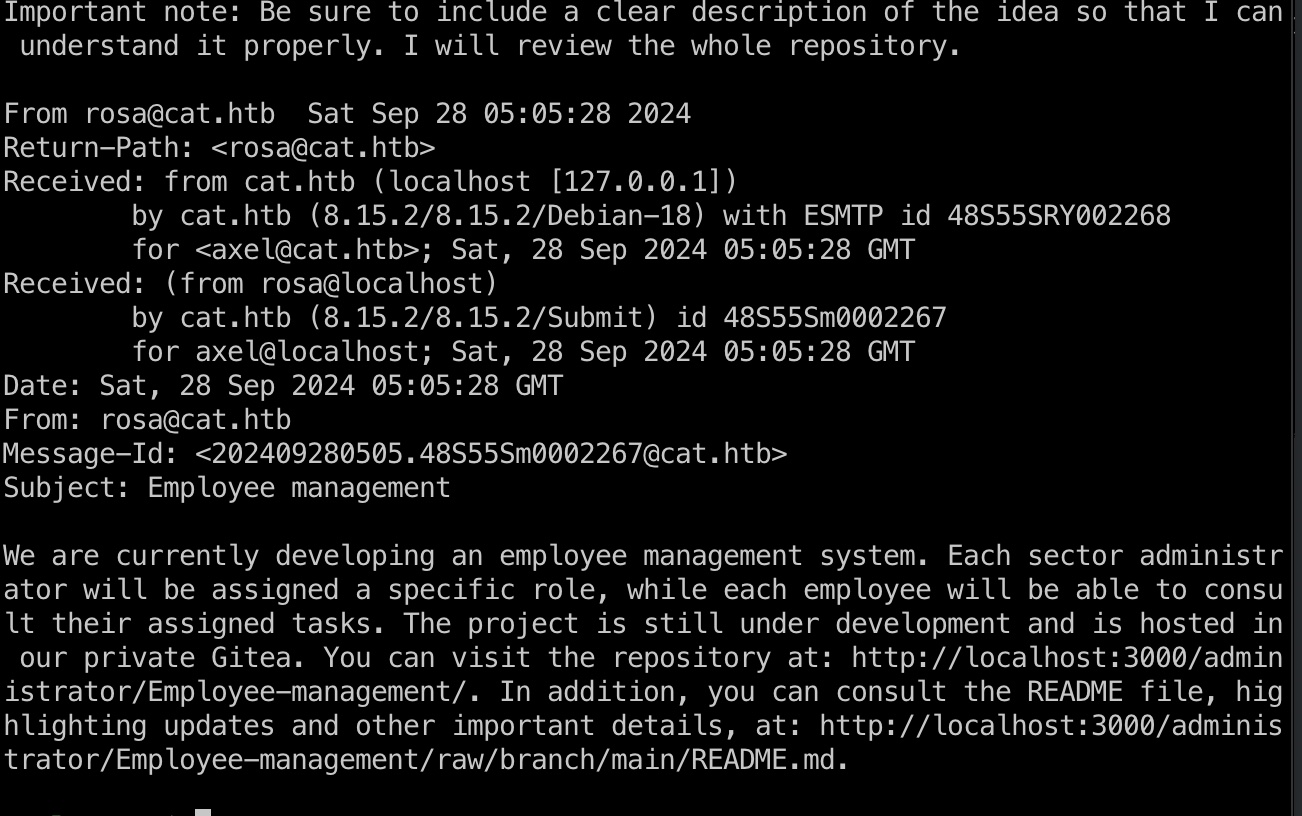 Important note: Be sure to include a clear description of the idea so that I can
understand it properly. I will review the whole repository.
From rosa@cat.htb  Sat Sep 28 05:05:28 2024
Return-Path: <rosa@cat.htb>
Received: from cat.htb (localhost [127.0.0.1])
by cat.htb (8.15.2/8.15.2/Debian-18) with ESMTP id 48S55SRY002268
for <axel@cat.htb>; Sat, 28 Sep 2024 05:05:28 GMT
Received: (from rosa@localhost)
by cat.htb (8.15.2/8.15.2/Submit) id 48S55Sm0002267
for axel@localhost; Sat, 28 Sep 2024 05:05:28 GMT
Date: Sat, 28 Sep 2024 05:05:28 GMT
From: rosa@cat.htb
Message-Id: <202409280505.48S55Sm0002267@cat.htb>
Subject: Employee management
We are currently developing an employee management system. Each sector administr
ator will be assigned a specific role, while each employee will be able to consu
lt their assigned tasks. The project is still under development and is hosted in
our private Gitea. You can visit the repository at: http://localhost:3000/admin
istrator/Employee-management/. In addition, you can consult the README file, hig
hlighting updates and other important details, at: http://localhost:3000/adminis
trator/Employee-management/raw/branch/main/README.md.